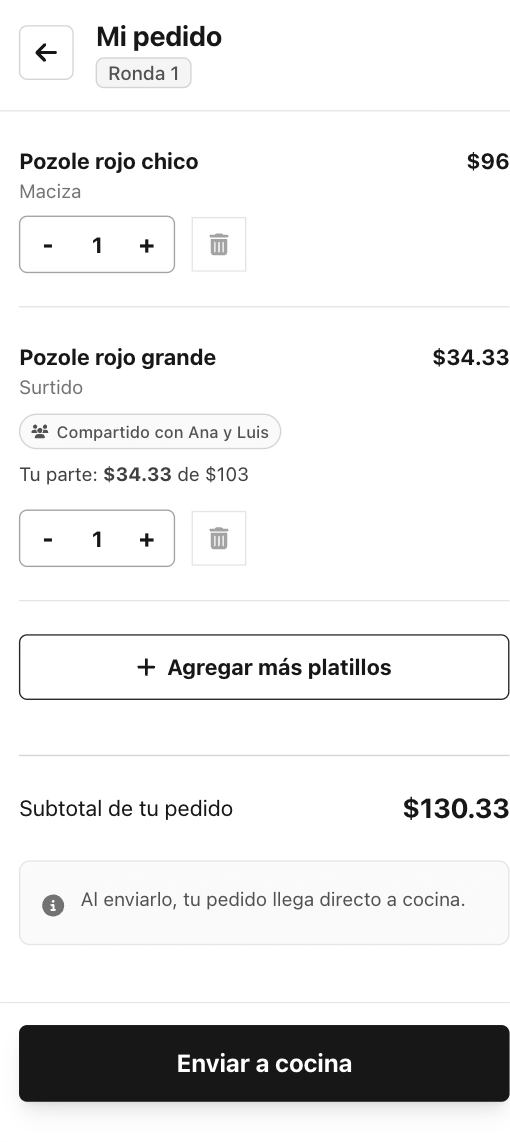 Mi pedido
Ronda 1
Pozole rojo chico $96
Maciza
- 1 +
Pozole rojo grande $34.33
Surtido
Compartido con Ana y Luis
Tu parte: $34.33 de $103
- 1 +
+ Agregar más platillos
Subtotal de tu pedido $130.33
Al enviarlo, tu pedido llega directo a cocina.
Enviar a cocina